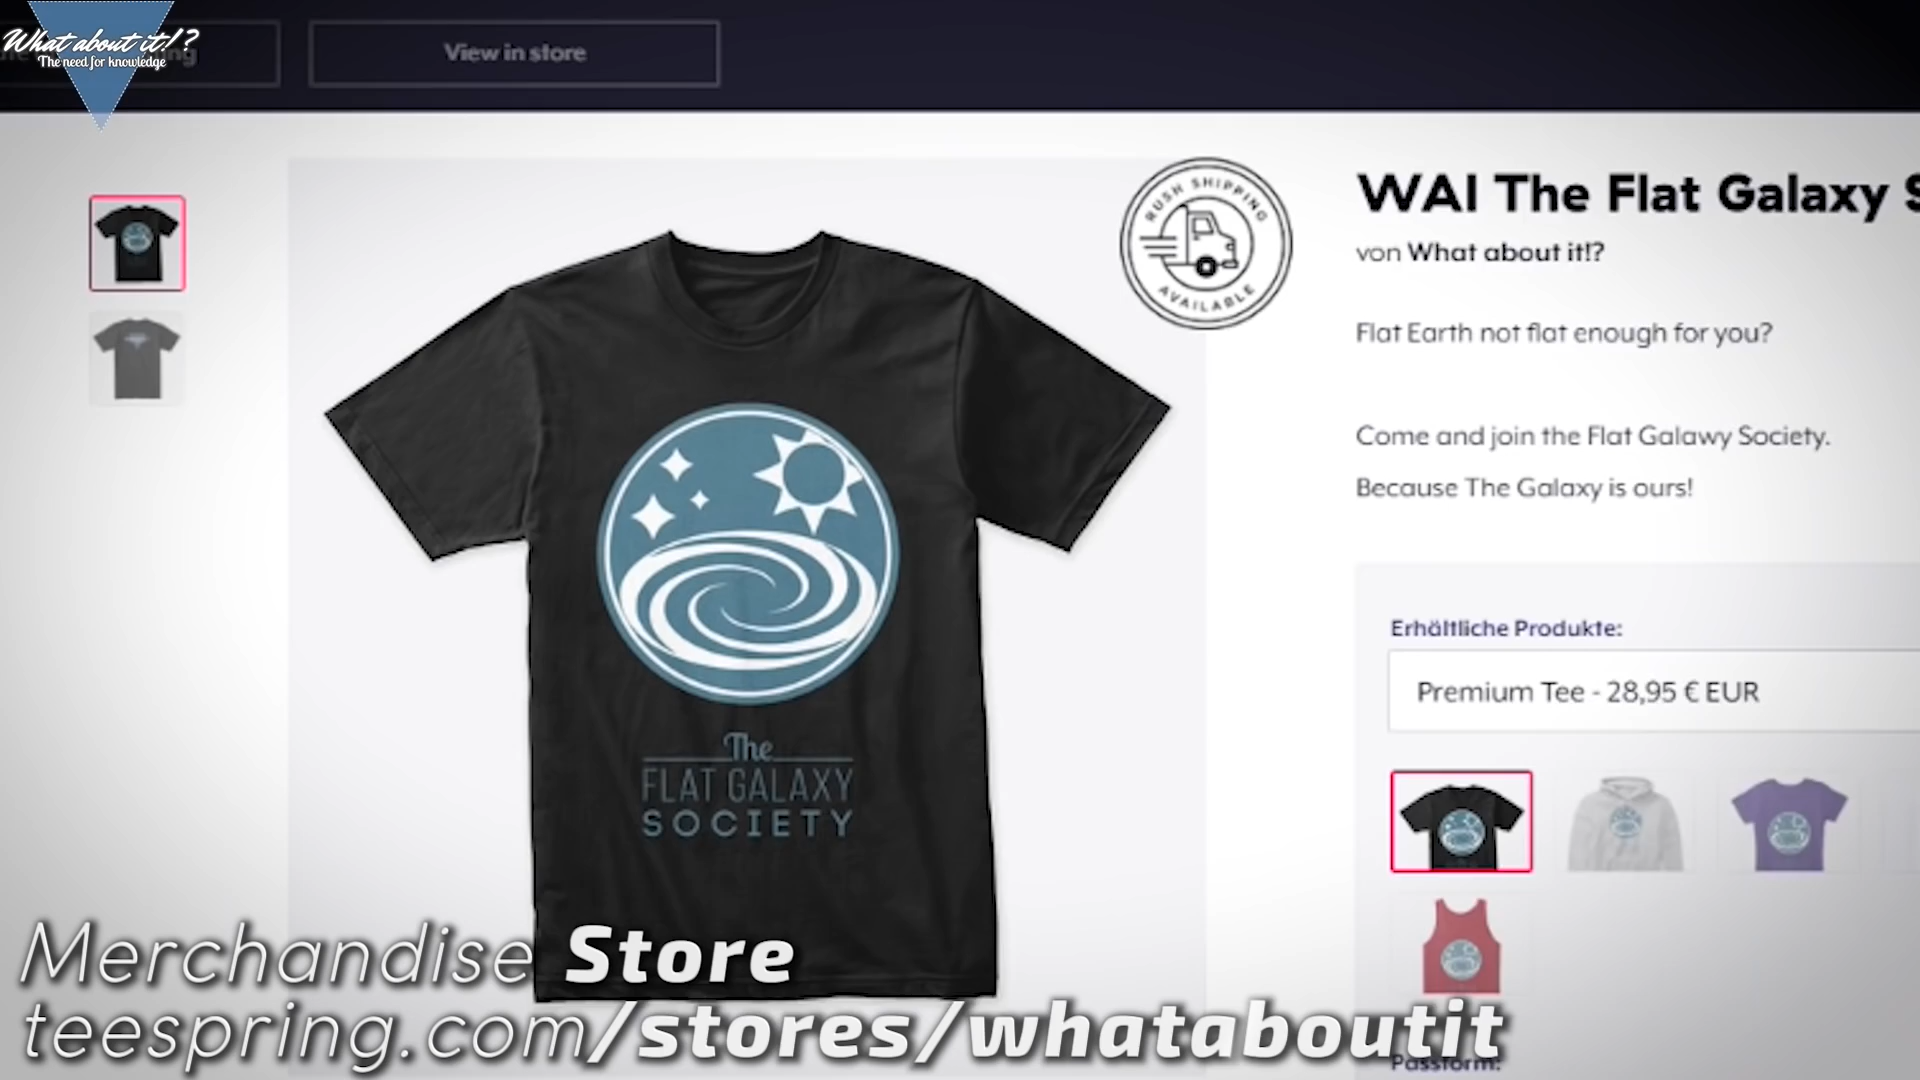 What about it!?
The need for knowledge
View in store
RUSH SHIPPING
AVAILABLE
WAI The Flat Galaxy
von What about it!?
Flat Earth not flat enough for you?
Come and join the Flat Galawy Society.
Because The Galaxy is ours!
Erhältliche Produkte:
Premium Tee - 28,95 € EUR
The
FLAT GALAXY
SOCIETY
Merchandise Store
teespring.com/stores/whataboutit
Passform: